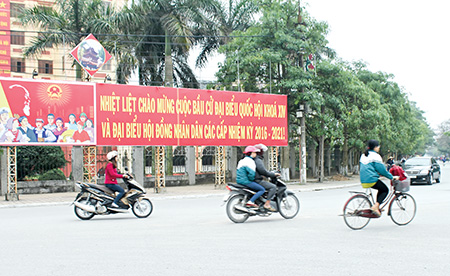 NHIỆT LIỆT CHÀO MỪNG CUỘC BẦU CỬ ĐẠI BIỂU QUỐC HỘI KHOÁ XIV
VÀ ĐẠI BIỂU HỘI ĐỒNG NHÂN DÂN CÁC CẤP NHIỆM KỲ 2016 - 2021!